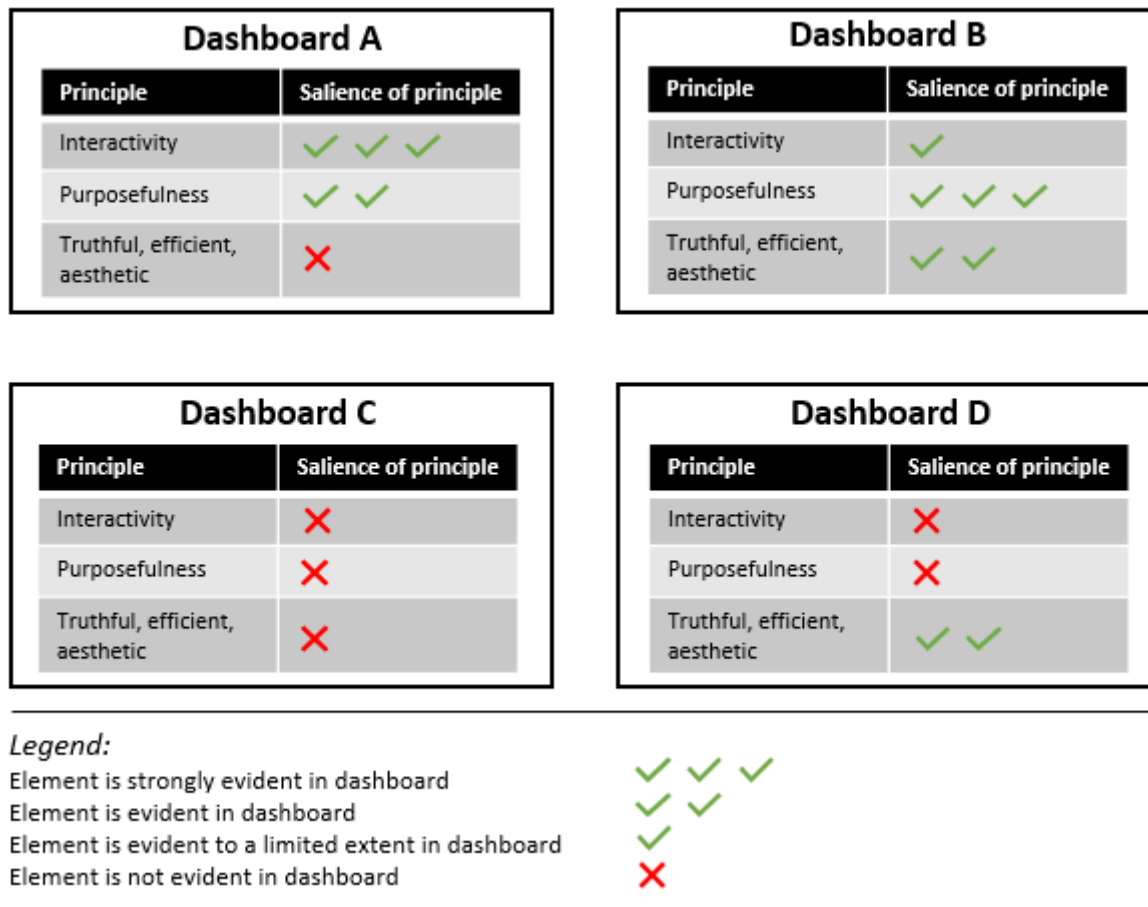 Dashboard A
Principle Salience of principle
Interactivity
Purposefulness
Truthful, efficient,
aesthetic
Dashboard B
Principle Salience of principle
Interactivity
Purposefulness
Truthful, efficient,
aesthetic
Dashboard C
Principle Salience of principle
Interactivity
Purposefulness
Truthful, efficient,
aesthetic
Dashboard D
Principle Salience of principle
Interactivity
Purposefulness
Truthful, efficient,
aesthetic
Legend:
Element is strongly evident in dashboard
Element is evident in dashboard
Element is evident to a limited extent in dashboard
Element is not evident in dashboard